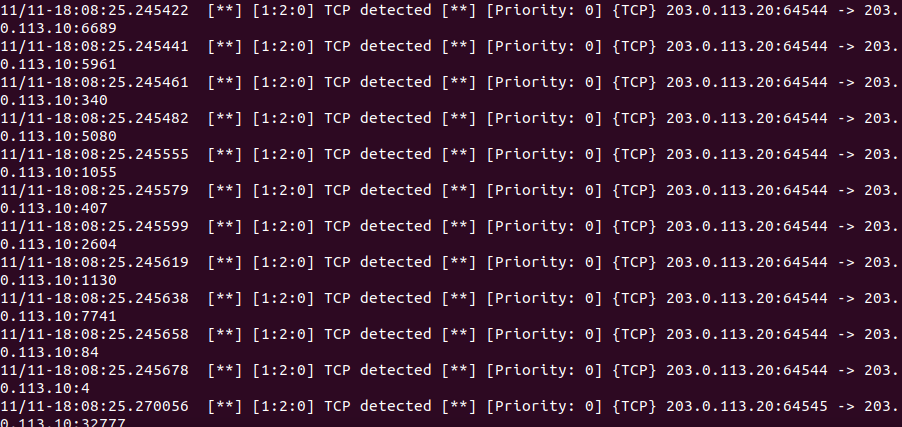 11/11-18:08:25.245422  [**] [1:2:0] TCP detected [**] [Priority: 0] {TCP} 203.0.113.20:64544 -> 203.
0.113.10:6689
11/11-18:08:25.245441  [**] [1:2:0] TCP detected [**] [Priority: 0] {TCP} 203.0.113.20:64544 -> 203.
0.113.10:5961
11/11-18:08:25.245461  [**] [1:2:0] TCP detected [**] [Priority: 0] {TCP} 203.0.113.20:64544 -> 203.
0.113.10:340
11/11-18:08:25.245482  [**] [1:2:0] TCP detected [**] [Priority: 0] {TCP} 203.0.113.20:64544 -> 203.
0.113.10:5080
11/11-18:08:25.245555  [**] [1:2:0] TCP detected [**] [Priority: 0] {TCP} 203.0.113.20:64544 -> 203.
0.113.10:1055
11/11-18:08:25.245579  [**] [1:2:0] TCP detected [**] [Priority: 0] {TCP} 203.0.113.20:64544 -> 203.
0.113.10:407
11/11-18:08:25.245599  [**] [1:2:0] TCP detected [**] [Priority: 0] {TCP} 203.0.113.20:64544 -> 203.
0.113.10:2604
11/11-18:08:25.245619  [**] [1:2:0] TCP detected [**] [Priority: 0] {TCP} 203.0.113.20:64544 -> 203.
0.113.10:1130
11/11-18:08:25.245638  [**] [1:2:0] TCP detected [**] [Priority: 0] {TCP} 203.0.113.20:64544 -> 203.
0.113.10:7741
11/11-18:08:25.245658  [**] [1:2:0] TCP detected [**] [Priority: 0] {TCP} 203.0.113.20:64544 -> 203.
0.113.10:84
11/11-18:08:25.245678  [**] [1:2:0] TCP detected [**] [Priority: 0] {TCP} 203.0.113.20:64544 -> 203.
0.113.10:4
11/11-18:08:25.270056  [**] [1:2:0] TCP detected [**] [Priority: 0] {TCP} 203.0.113.20:64545 -> 203.
0.113.10:32777